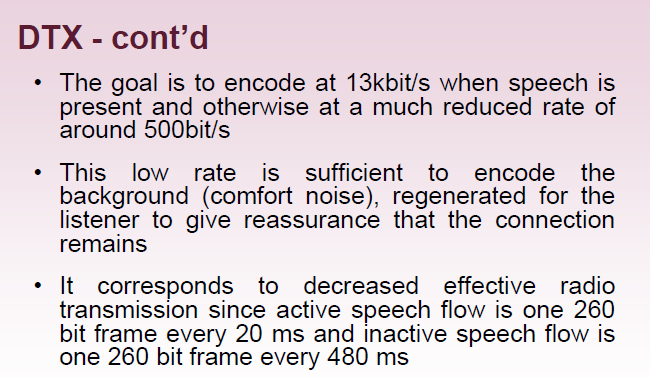 DTX - cont’d
• The goal is to encode at 13kbit/s when speech is
present and otherwise at a much reduced rate of
around 500bit/s
• This low rate is sufficient to encode the
background (comfort noise), regenerated for the
listener to give reassurance that the connection
remains
• It corresponds to decreased effective radio
transmission since active speech flow is one 260
bit frame every 20 ms and inactive speech flow is
one 260 bit frame every 480 ms